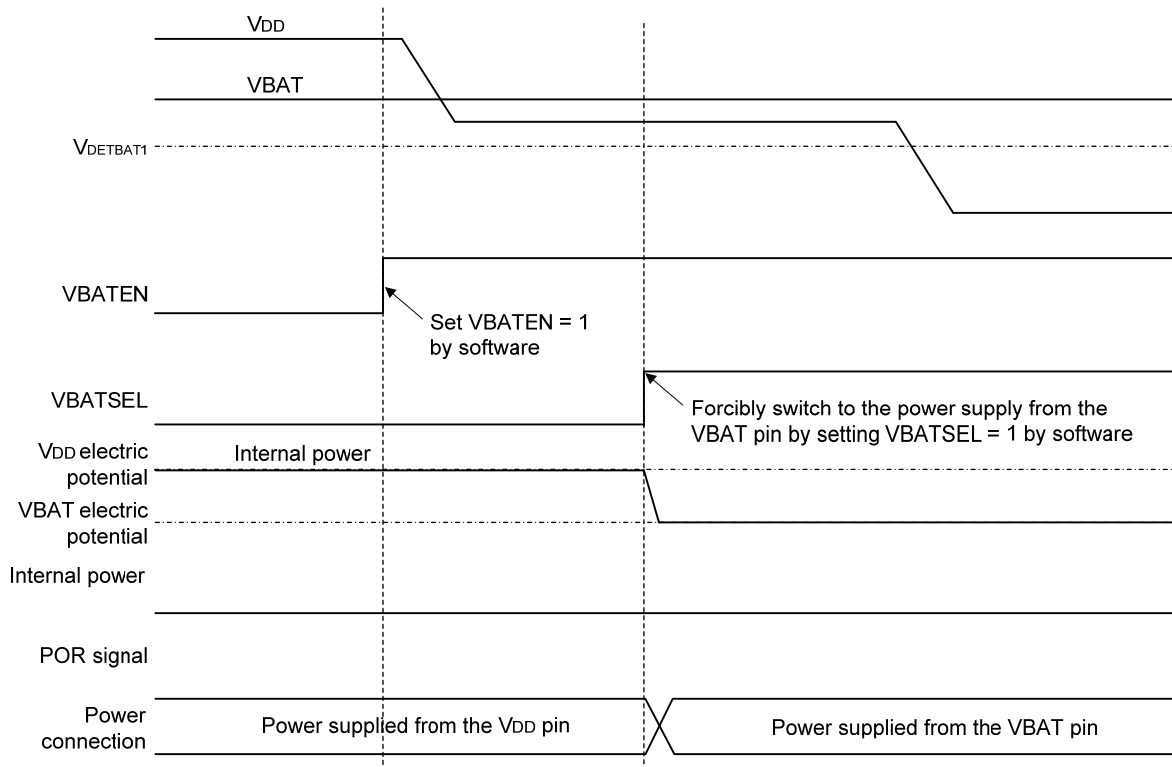 VDD
VBAT
VDETBAT1
VBATEN
Set VBATEN = 1
by software
VBATSEL
Forcibly switch to the power supply from the
VBAT pin by setting VBATSEL = 1 by software
VDD electric
potential
Internal power
VBAT electric
potential
Internal power
POR signal
Power
connection
Power supplied from the VDD pin
Power supplied from the VBAT pin